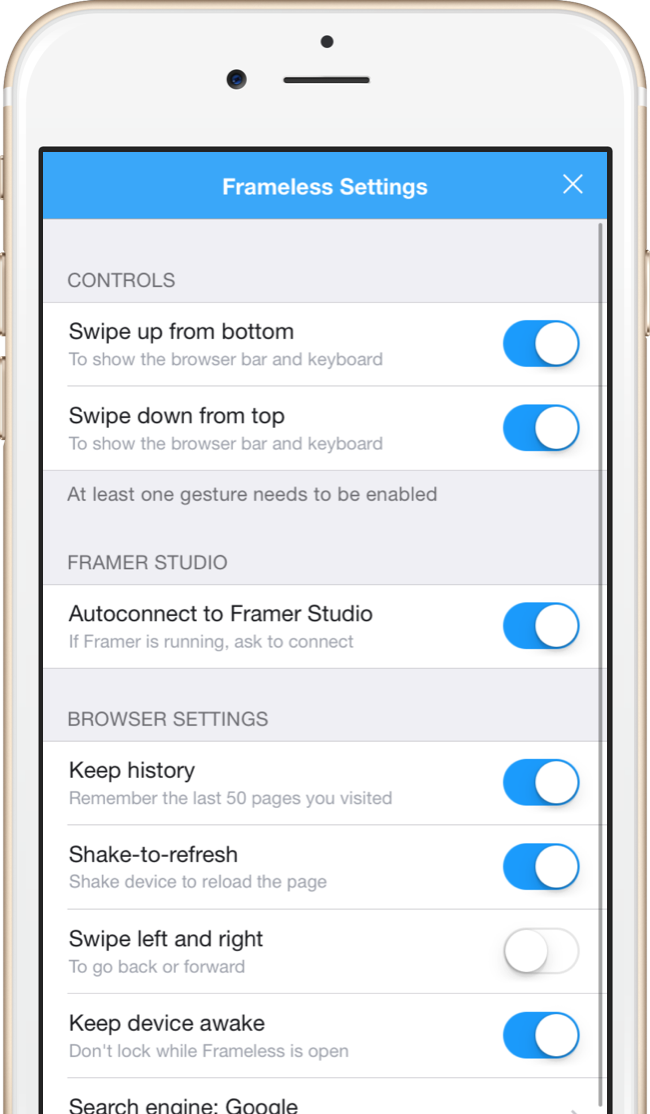 Frameless Settings
CONTROLS
Swipe up from bottom
To show the browser bar and keyboard
Swipe down from top
To show the browser bar and keyboard
At least one gesture needs to be enabled
FRAMER STUDIO
Autoconnect to Framer Studio
If Framer is running, ask to connect
BROWSER SETTINGS
Keep history
Remember the last 50 pages you visited
Shake-to-refresh
Shake device to reload the page
Swipe left and right
To go back or forward
Keep device awake
Don't lock while Frameless is open
Search engine: Google